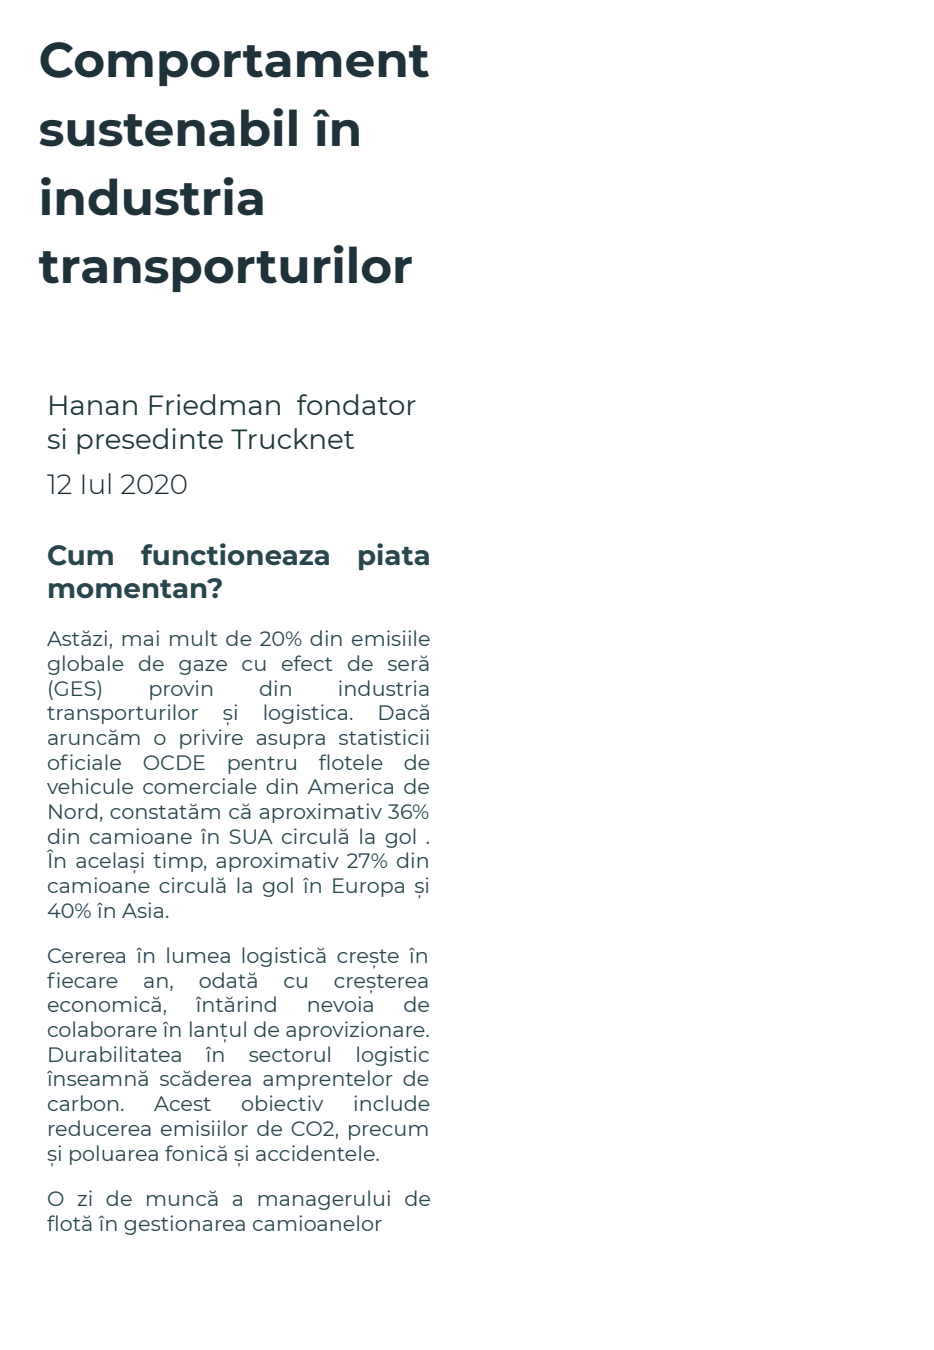 Comportament
sustenabil în
industria
transporturilor
Hanan Friedman fondator
si presedinte Trucknet
12 Iul 2020
Cum functioneaza piata
momentan?
Astăzi, mai mult de 20% din emisiile
globale de gaze cu efect de seră
(GES) provin din industria
transporturilor și logistica. Dacă
aruncăm o privire asupra statisticii
oficiale OCDE pentru flotele de
vehicule comerciale din America de
Nord, constatăm că aproximativ 36%
din camioane în SUA circulă la gol .
În același timp, aproximativ 27% din
camioane circulă la gol în Europa și
40% în Asia.
Cererea în lumea logistică crește în
fiecare an, odată cu creșterea
economică, întărind nevoia de
colaborare în lanțul de aprovizionare.
Durabilitatea în sectorul logistic
înseamnă scăderea amprentelor de
carbon. Acest obiectiv include
reducerea emisiilor de CO2, precum
și poluarea fonică și accidentele.
O zi de muncă a managerului de
flotă în gestionarea camioanelor